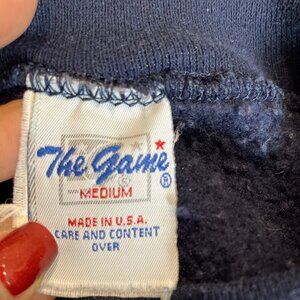 The Game
®
MEDIUM
MADE IN U.S.A.
CARE AND CONTENT
OVER